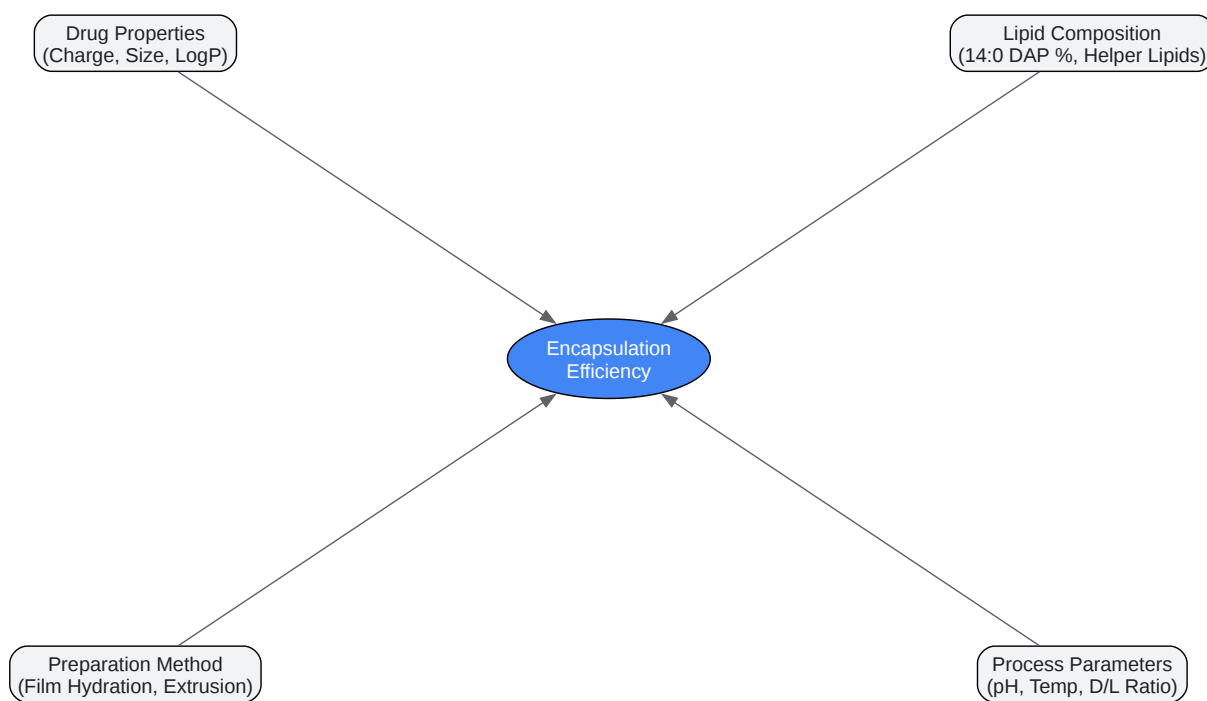 Drug Properties
(Charge, Size, LogP)
Lipid Composition
(14:0 DAP %, Helper Lipids)
Encapsulation
Efficiency
Preparation Method
(Film Hydration, Extrusion)
Process Parameters
(pH, Temp, D/L Ratio)